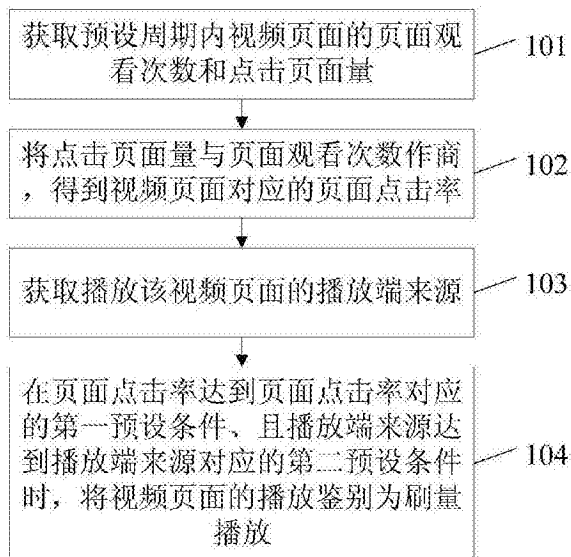 获取预设周期内视频页面的页面观
看次数和点击页面量
101
将点击页面量与页面观看次数作商
，得到视频页面对应的页面点击率
102
获取播放该视频页面的播放端来源
103
在页面点击率达到页面点击率对应
的第一预设条件、且播放端来源达
到播放端来源对应的第二预设条件
时，将视频页面的播放鉴别为刷量
播放
104